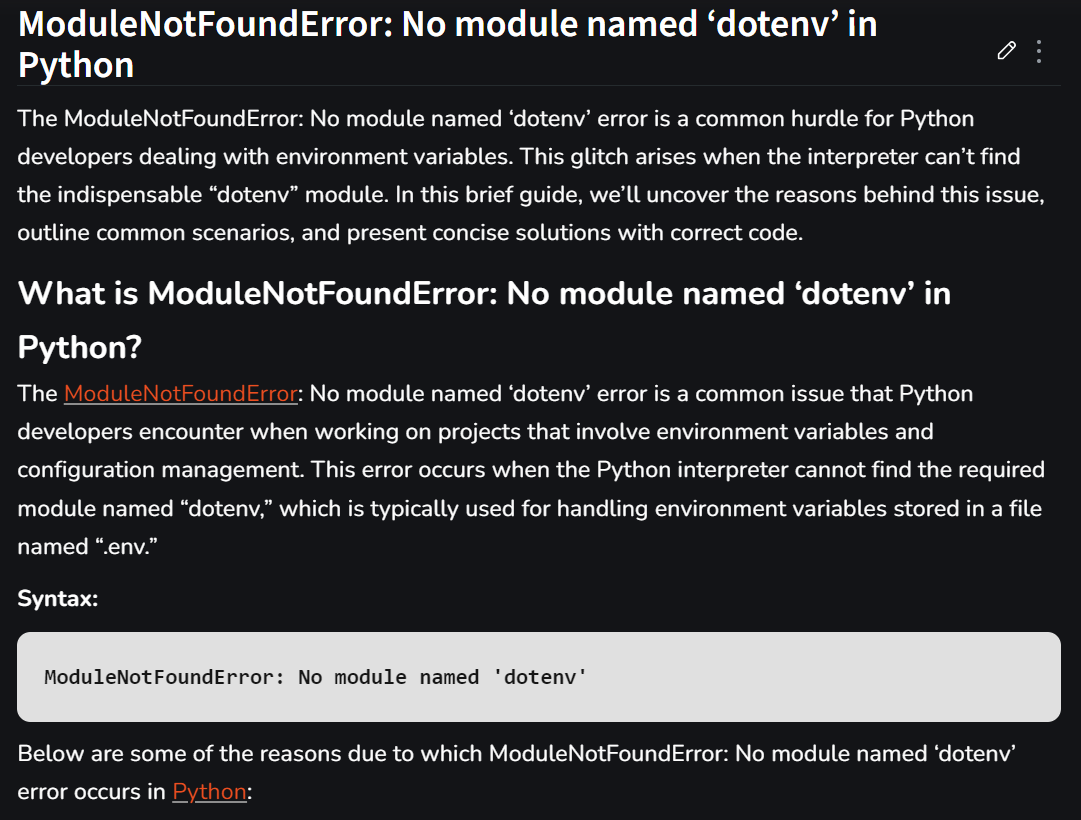 ModuleNotFoundError: No module named ‘dotenv’ in
Python
The ModuleNotFoundError: No module named ‘dotenv’ error is a common hurdle for Python
developers dealing with environment variables. This glitch arises when the interpreter can’t find
the indispensable “dotenv” module. In this brief guide, we’ll uncover the reasons behind this issue,
outline common scenarios, and present concise solutions with correct code.
What is ModuleNotFoundError: No module named ‘dotenv’ in
Python?
The ModuleNotFoundError: No module named ‘dotenv’ error is a common issue that Python
developers encounter when working on projects that involve environment variables and
configuration management. This error occurs when the Python interpreter cannot find the required
module named “dotenv,” which is typically used for handling environment variables stored in a file
named “.env.”
Syntax:
ModuleNotFoundError: No module named 'dotenv'
Below are some of the reasons due to which ModuleNotFoundError: No module named ‘dotenv’
error occurs in Python: